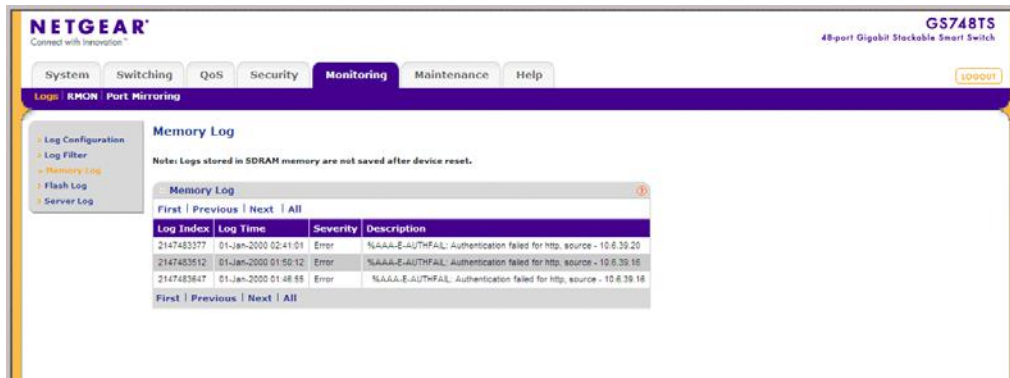 NETGEAR
Connect with Innovation™
GS748TS
48-port Gigabit Stackable Smart Switch
System Switching QoS Security Monitoring Maintenance Help
LOGOUT
Logs RMON Port Mirroring
Log Configuration
Log Filter
Memory Log
Flash Log
Server Log
Memory Log
Note: Logs stored in SDRAM memory are not saved after device reset.
Memory Log
First | Previous | Next | All
Log Index Log Time Severity Description
2147483377 01-Jan-2000 02:41:01 Error %AAA-E-AUTHFAIL: Authentication failed for http, source - 10.6.39.20
2147483512 01-Jan-2000 01:50:12 Error %AAA-E-AUTHFAIL: Authentication failed for http, source - 10.6.39.16
2147483647 01-Jan-2000 01:46:55 Error %AAA-E-AUTHFAIL: Authentication failed for http, source - 10.6.39.16
First | Previous | Next | All